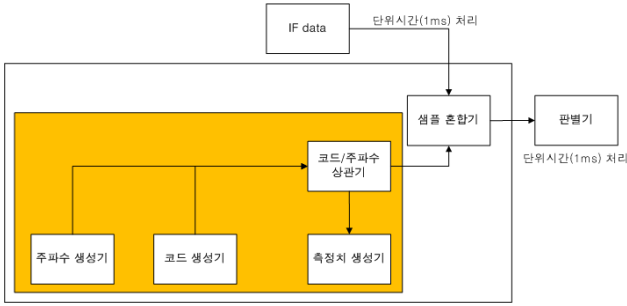 IF data
단위시간(1ms) 처리
샘플 혼합기
판별기
단위시간(1ms) 처리
코드/주파수
상관기
주파수 생성기
코드 생성기
측정치 생성기